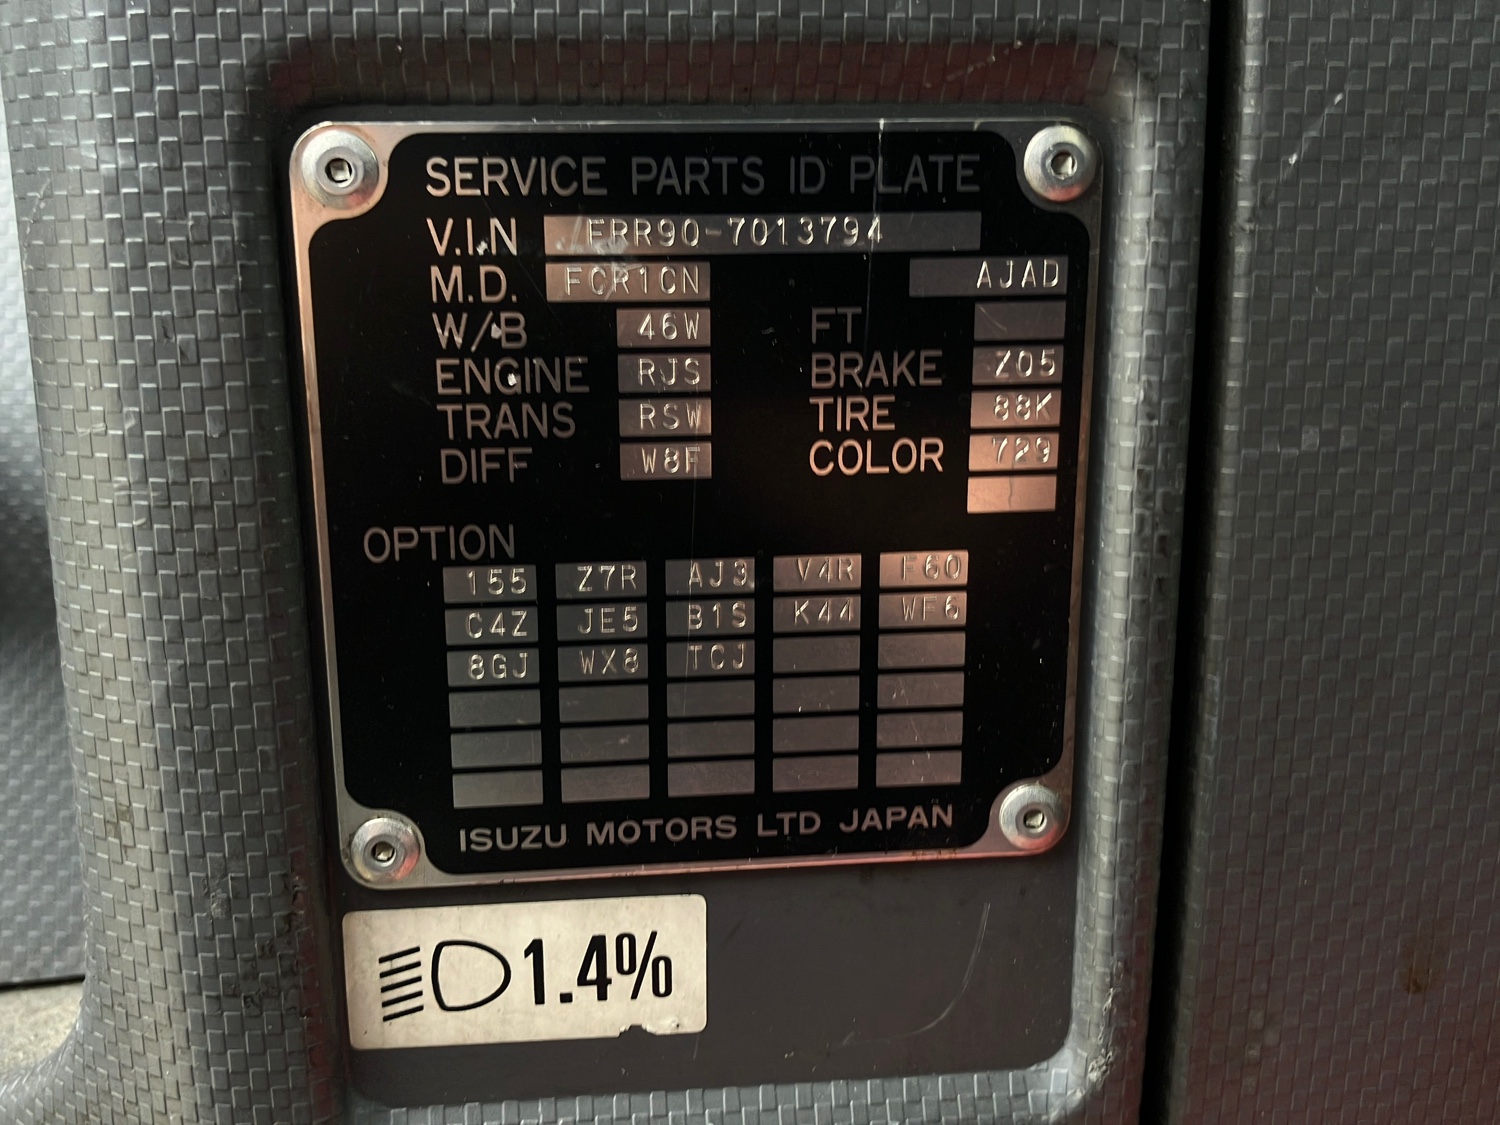 SERVICE PARTS ID PLATE
V.I.N FRR90-7013794
M.D. FCR1CN AJAD
W/B 46W FT
ENGINE RJS BRAKE Z05
TRANS RSW TIRE 88K
DIFF W8F COLOR 729
OPTION
155 Z7R AJ3 V4R F60
C4Z JE5 B1S K44 WF6
8GJ WX8 TCJ
ISUZU MOTORS LTD JAPAN
1.4%